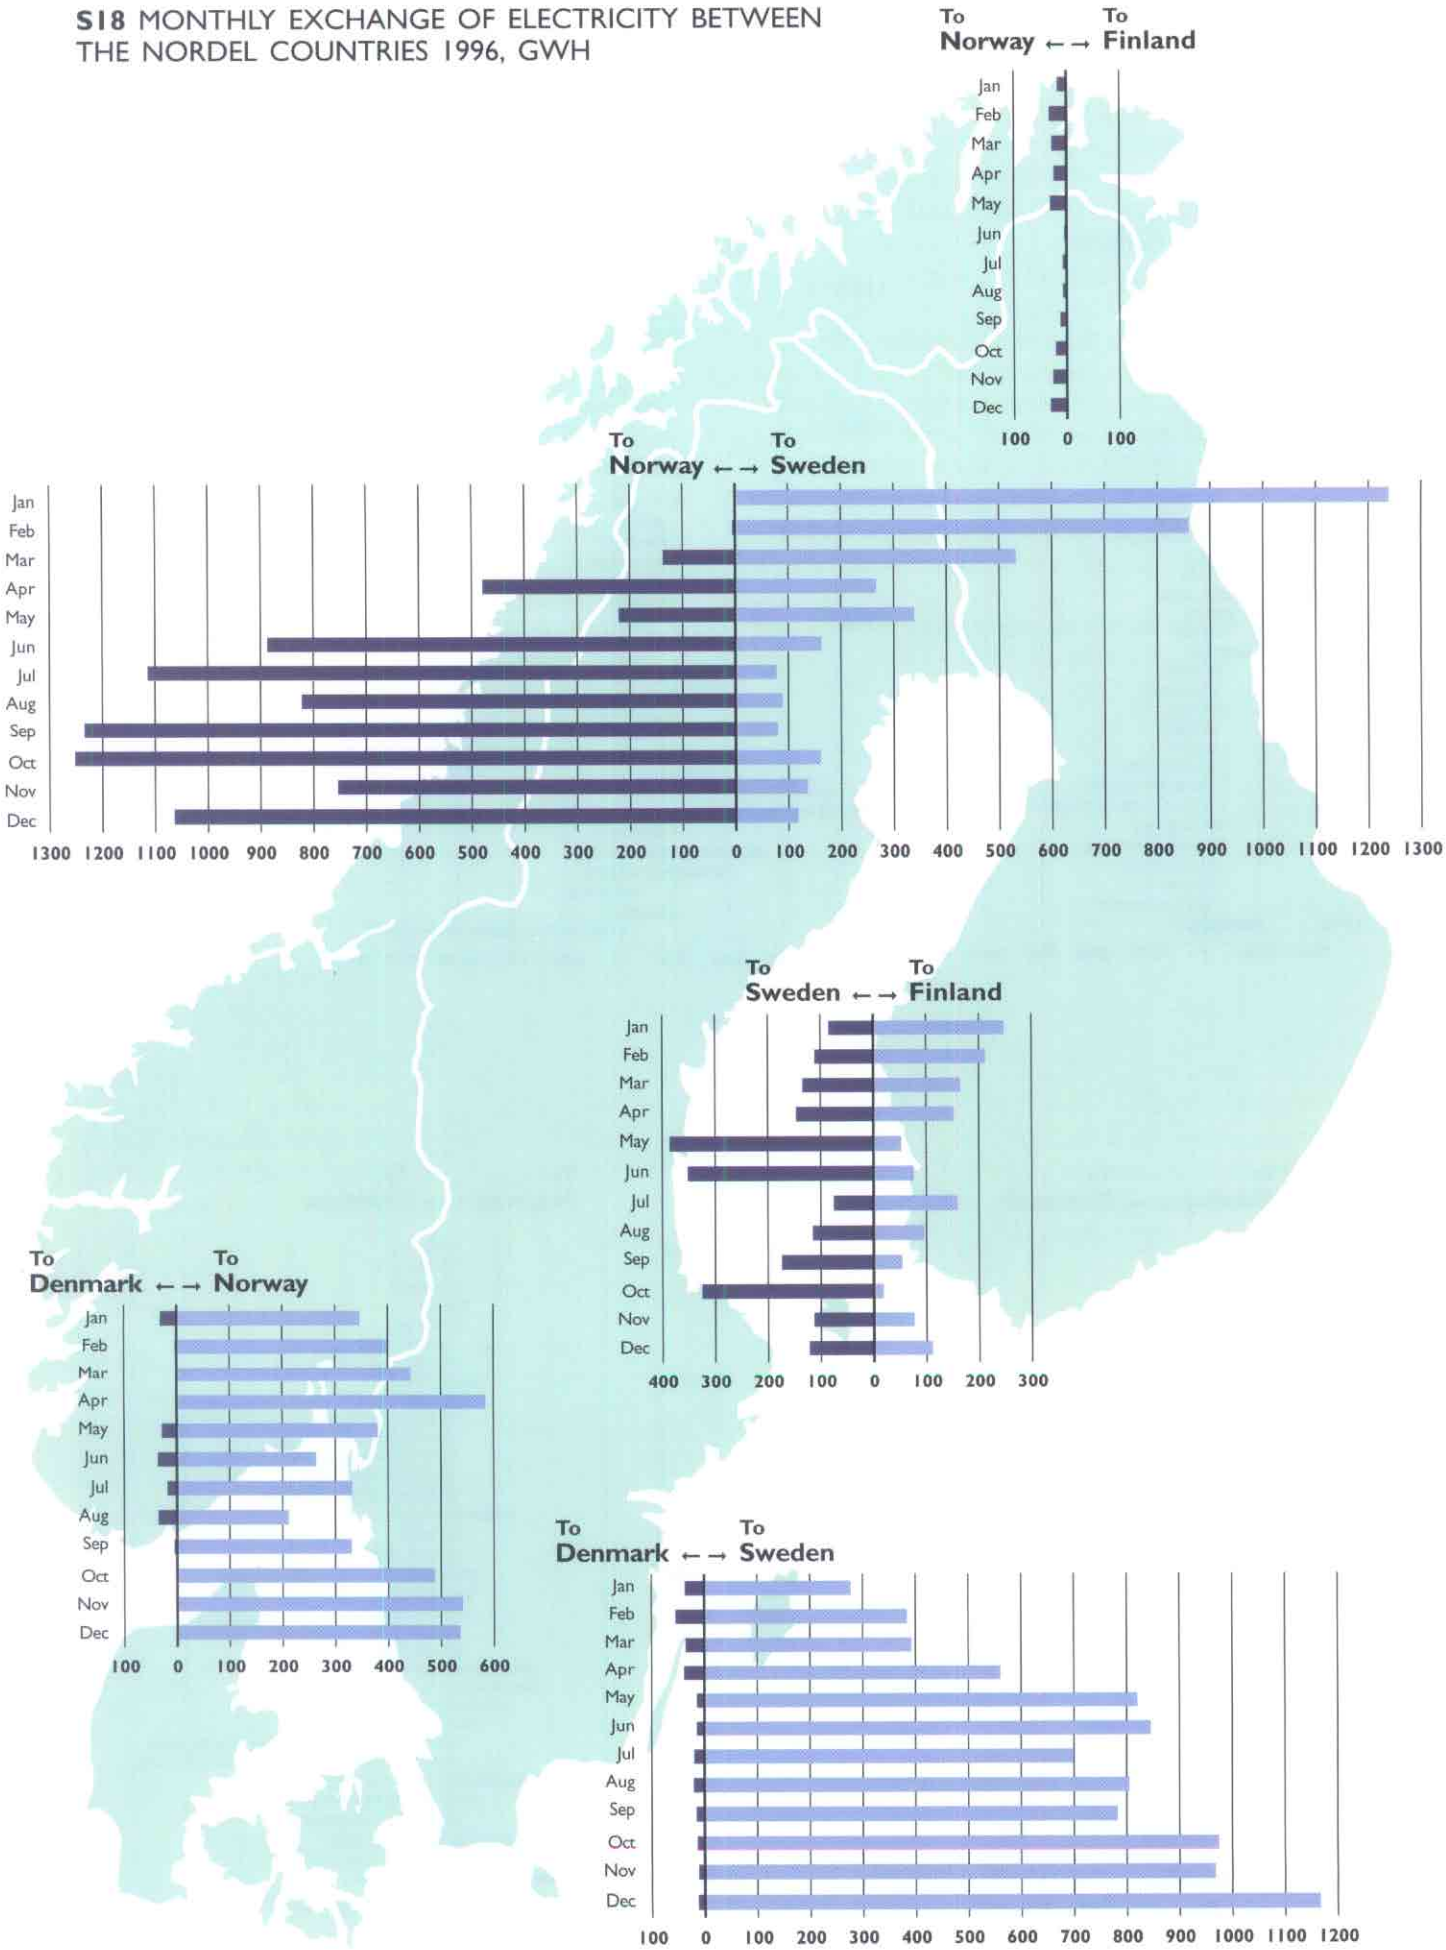 S18 MONTHLY EXCHANGE OF ELECTRICITY BETWEEN
THE NORDEL COUNTRIES 1996, GWH
To To
Norway ←→ Finland
Jan
Feb
Mar
Apr
May
Jun
Jul
Aug
Sep
Oct
Nov
Dec
100 0 100
To To
Norway ←→ Sweden
Jan
Feb
Mar
Apr
May
Jun
Jul
Aug
Sep
Oct
Nov
Dec
1300 1200 1100 1000 900 800 700 600 500 400 300 200 100 0 100 200 300 400 500 600 700 800 900 1000 1100 1200 1300
To To
Sweden ←→ Finland
Jan
Feb
Mar
Apr
May
Jun
Jul
Aug
Sep
Oct
Nov
Dec
400 300 200 100 0 100 200 300
To To
Denmark ←→ Norway
Jan
Feb
Mar
Apr
May
Jun
Jul
Aug
Sep
Oct
Nov
Dec
100 0 100 200 300 400 500 600
To To
Denmark ←→ Sweden
Jan
Feb
Mar
Apr
May
Jun
Jul
Aug
Sep
Oct
Nov
Dec
100 0 100 200 300 400 500 600 700 800 900 1000 1100 1200